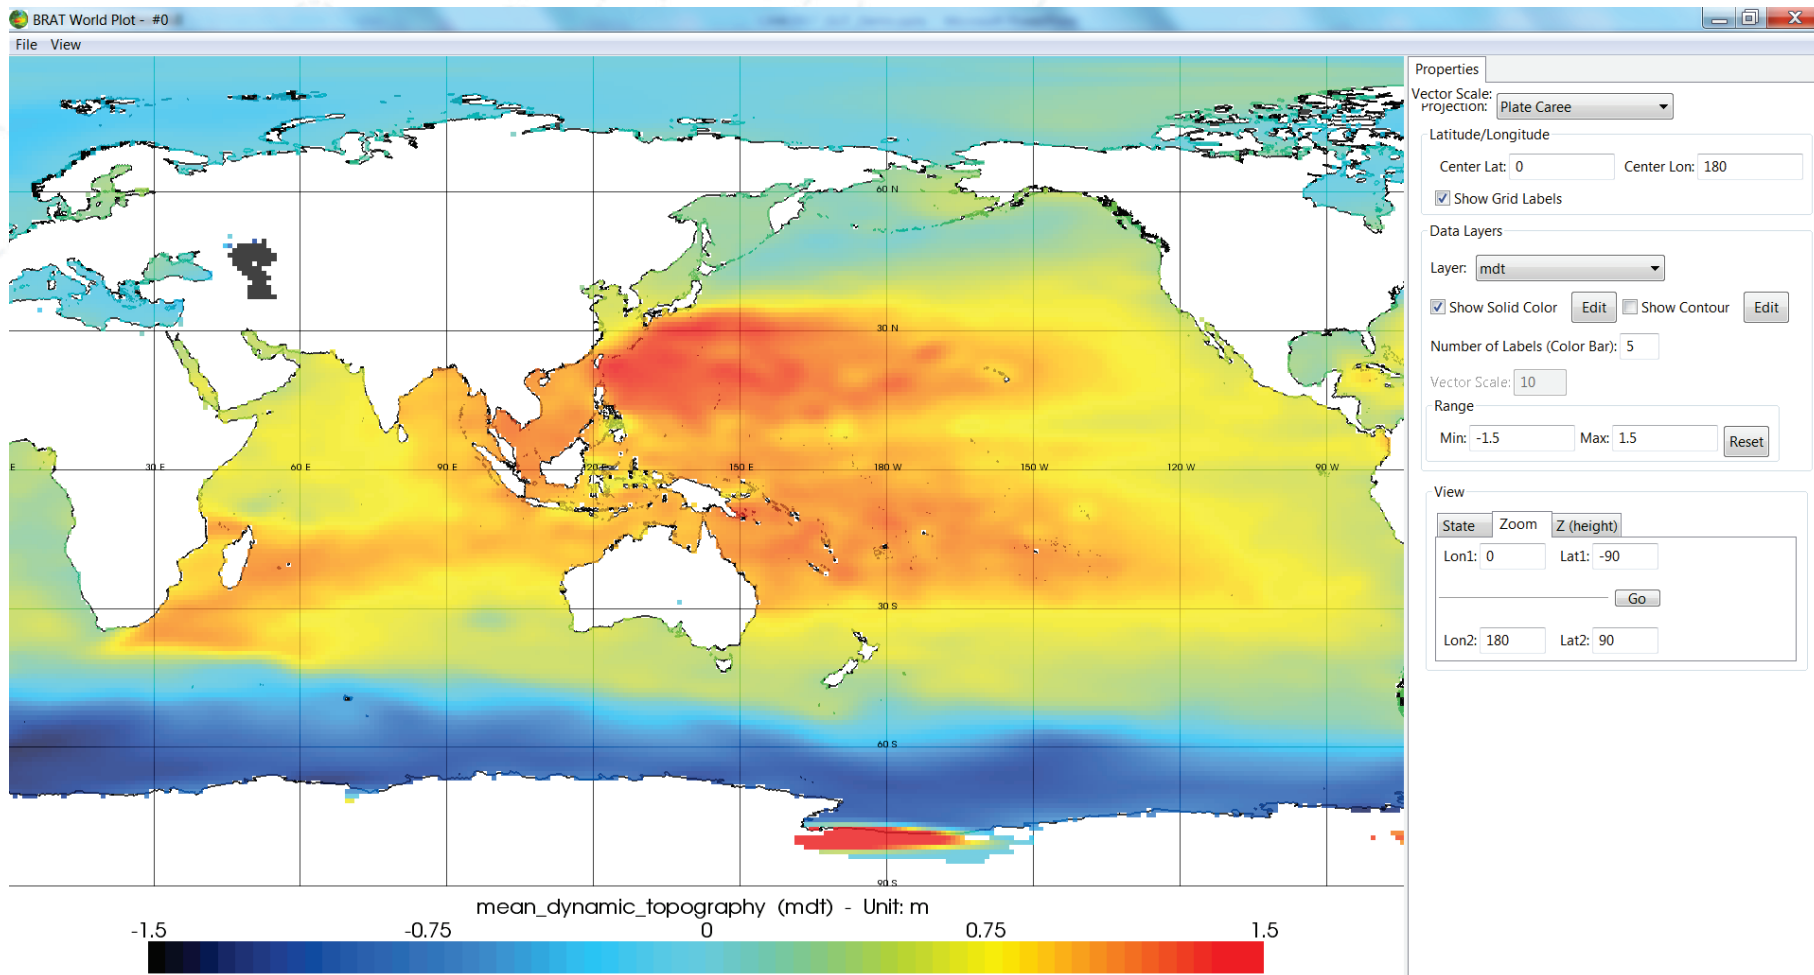 BRAT World Plot - #0
File View
Properties
Vector Scale:
Projection: Plate Caree
Latitude/Longitude
Center Lat: 0 Center Lon: 180
Show Grid Labels
Data Layers
Layer: mdt
Show Solid Color Edit Show Contour Edit
Number of Labels (Color Bar): 5
Vector Scale: 10
Range
Min: -1.5 Max: 1.5 Reset
View
State Zoom Z (height)
Lon1: 0 Lat1: -90
Go
Lon2: 180 Lat2: 90
60 N
30 N
E 30 E 60 E 90 E 120 E 150 E 180 W 150 W 120 W 90 W
30 S
60 S
90 S
mean_dynamic_topography (mdt) - Unit: m
-1.5 -0.75 0 0.75 1.5